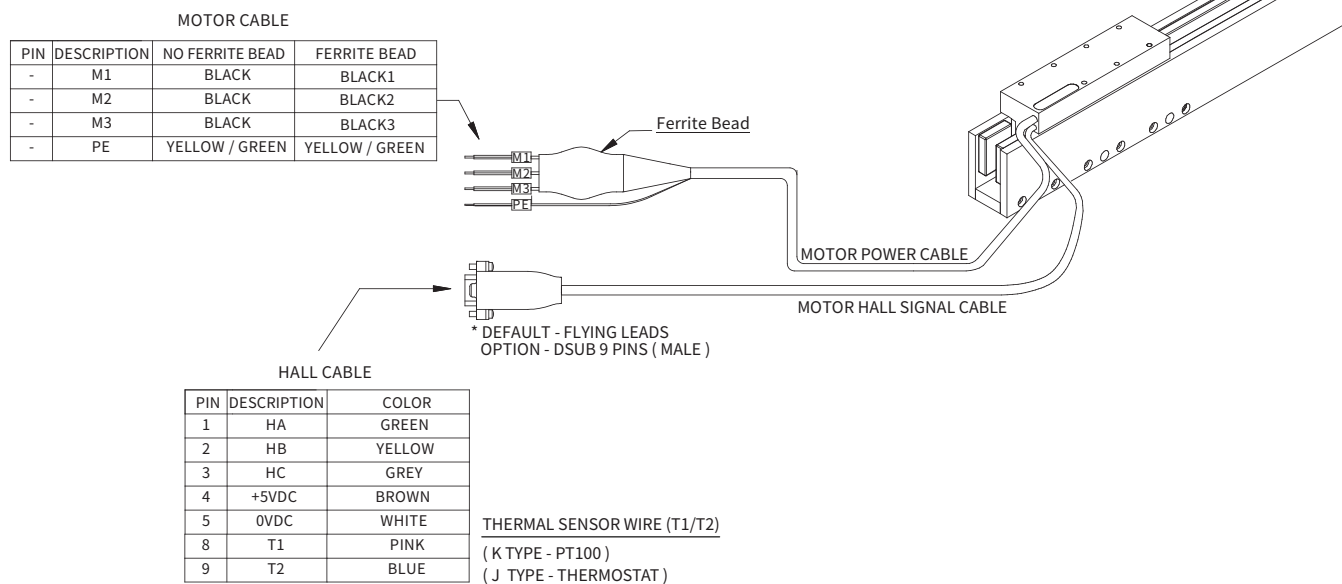 MOTOR CABLE
PIN DESCRIPTION NO FERRITE BEAD FERRITE BEAD
- M1 BLACK BLACK1
- M2 BLACK BLACK2
- M3 BLACK BLACK3
- PE YELLOW / GREEN YELLOW / GREEN
Ferrite Bead
M1
M2
M3
PE
MOTOR POWER CABLE
MOTOR HALL SIGNAL CABLE
* DEFAULT - FLYING LEADS
OPTION - DSUB 9 PINS ( MALE )
HALL CABLE
PIN DESCRIPTION COLOR
1 HA GREEN
2 HB YELLOW
3 HC GREY
4 +5VDC BROWN
5 0VDC WHITE
8 T1 PINK
9 T2 BLUE
THERMAL SENSOR WIRE (T1/T2)
( K TYPE - PT100 )
( J TYPE - THERMOSTAT )